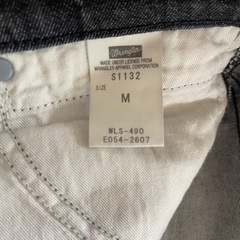 Wrangler
MADE UNDER LICENSE FROM
WRANGLER APPAREL CORPORATION
S1132
SIZE
M
WLS-490
E054-2607